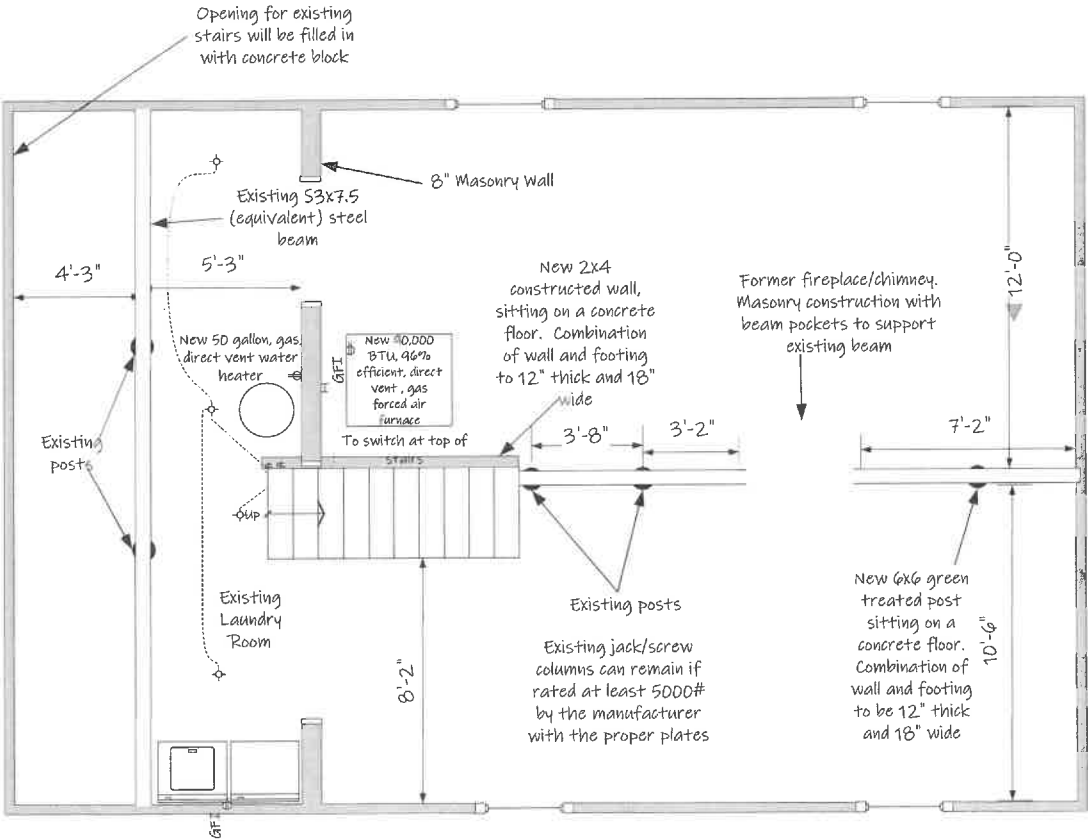 Opening for existing
stairs will be filled in
with concrete block
8" Masonry Wall
Existing S3x7.5
(equivalent) steel
beam
4'-3"
5'-3"
12'-0"
New 2x4
constructed wall,
sitting on a concrete
floor. Combination
of wall and footing
to 12" thick and 18"
wide
Former fireplace/chimney.
Masonry construction with
beam pockets to support
existing beam
New 50 gallon, gas,
direct vent water
heater
GFI
New 0,000
BTU, 96%
efficient, direct
vent, gas
forced air
furnace
To switch at top of
stairs
3'-8"
3'-2"
7'-2"
Existing
posts
UP
Existing
Laundry
Room
8'-2"
Existing posts
Existing jack/screw
columns can remain if
rated at least 5000#
by the manufacturer
with the proper plates
New 6x6 green
treated post
sitting on a
concrete floor.
Combination of
wall and footing
to be 12" thick
and 18" wide
10'-6"
GFI